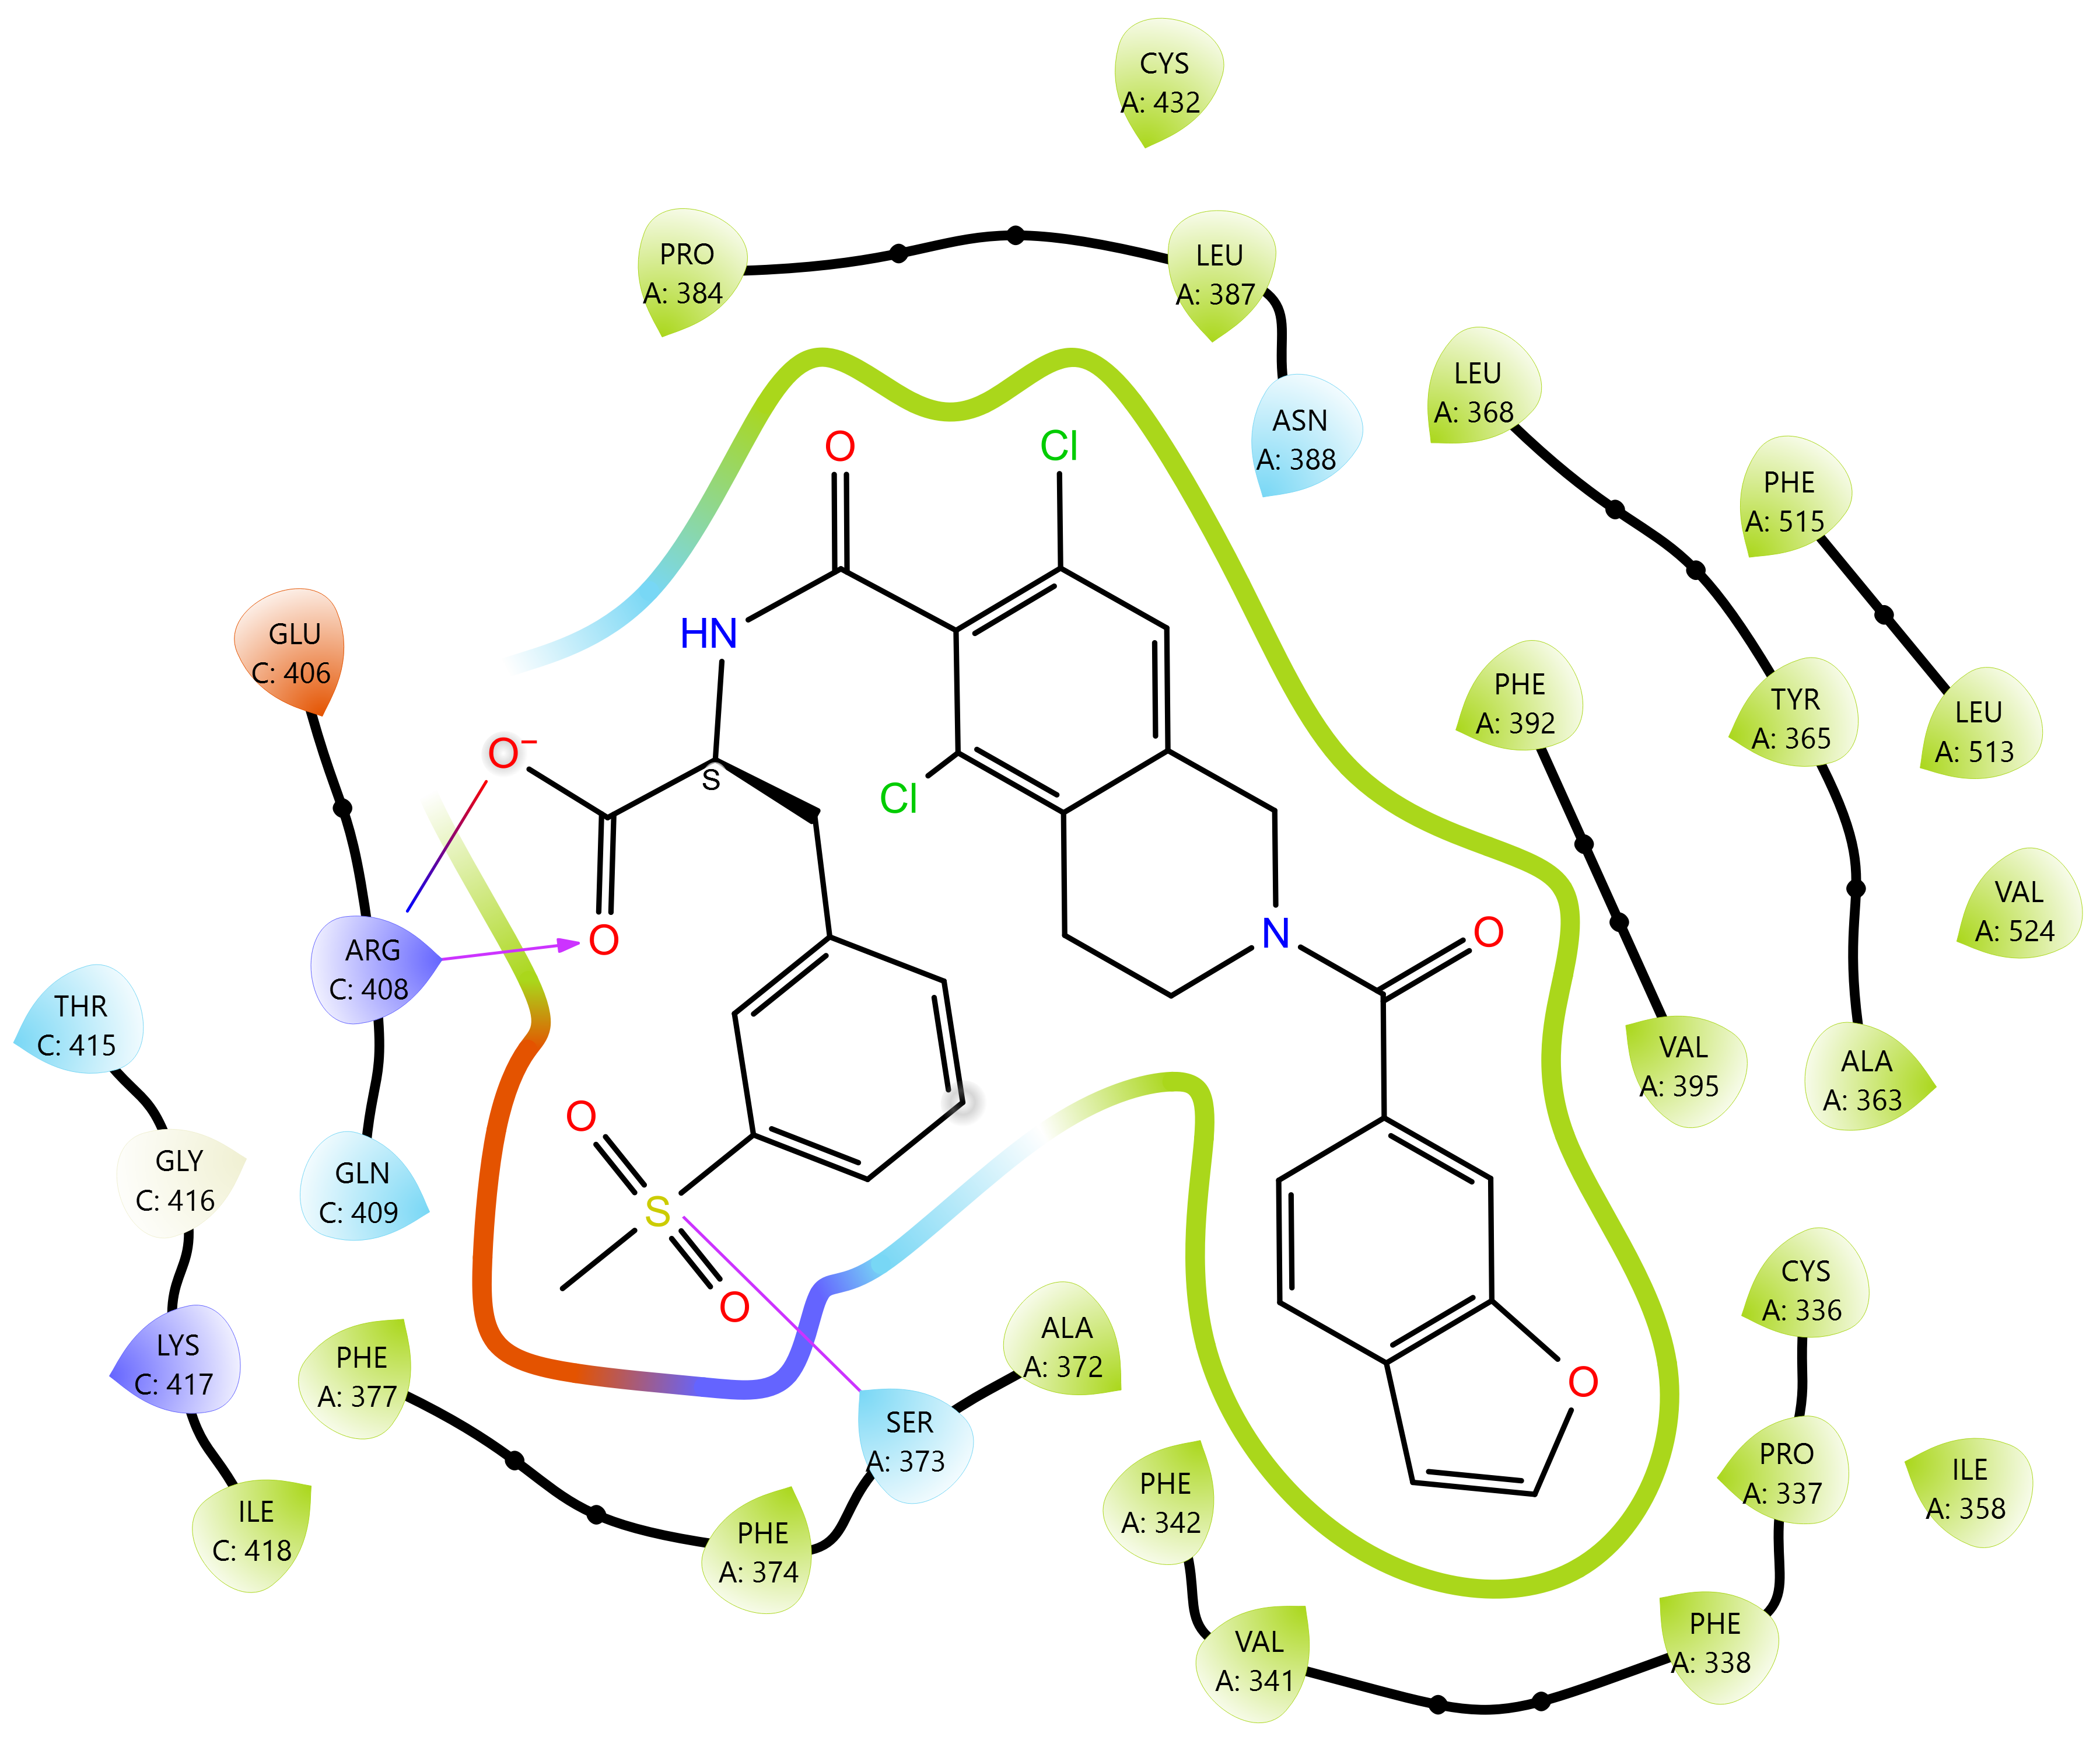 CYS
A: 432
PRO
A: 384
LEU
A: 387
LEU
A: 368
ASN
A: 388
O
Cl
PHE
A: 515
GLU
C: 406
HN
PHE
A: 392
TYR
A: 365
LEU
A: 513
O−
S
Cl
VAL
A: 524
ARG
C: 408
O
N
O
THR
C: 415
VAL
A: 395
ALA
A: 363
O
GLY
C: 416
GLN
C: 409
S
CYS
A: 336
O
LYS
C: 417
PHE
A: 377
ALA
A: 372
O
SER
A: 373
PRO
A: 337
ILE
A: 358
PHE
A: 342
ILE
C: 418
PHE
A: 374
VAL
A: 341
PHE
A: 338